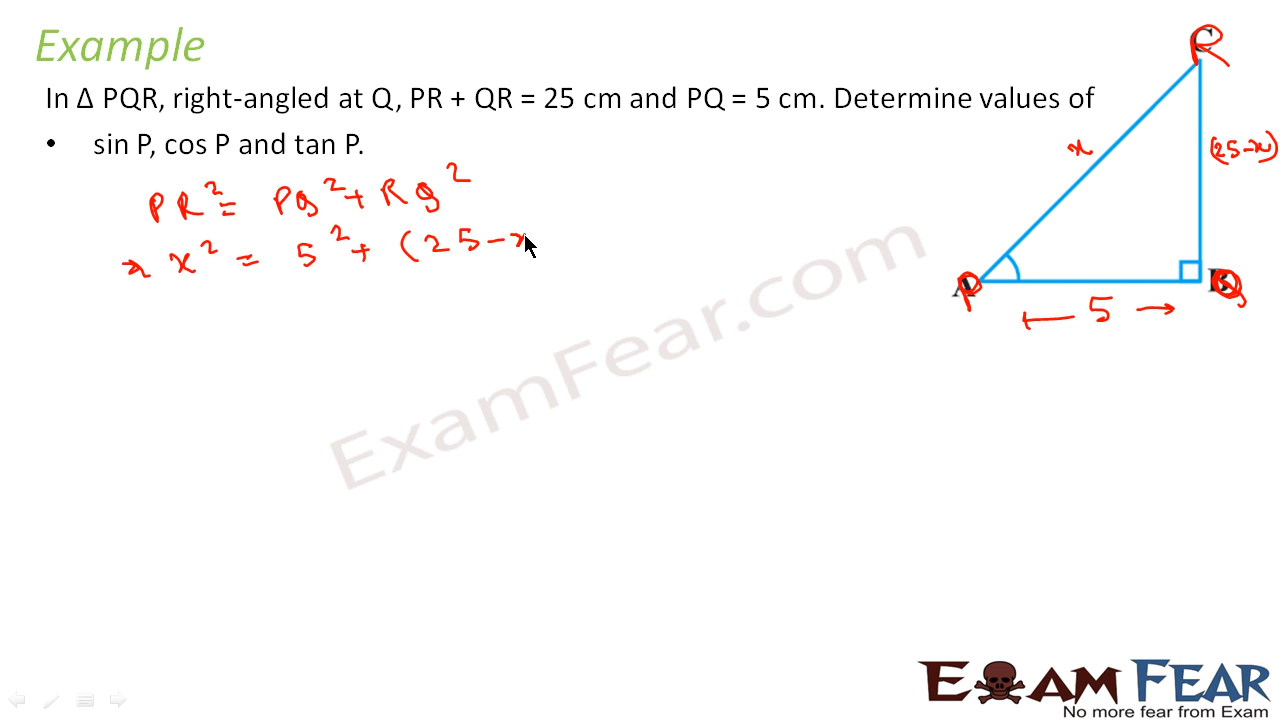 Example
In Δ PQR, right-angled at Q, PR + QR = 25 cm and PQ = 5 cm. Determine values of
• sin P, cos P and tan P.
PR² = PQ² + RQ²
x² = 5² + (25-x
R
x
(25-x)
P
Q
5
ExamFear.com
EXAM FEAR
No more fear from Exam